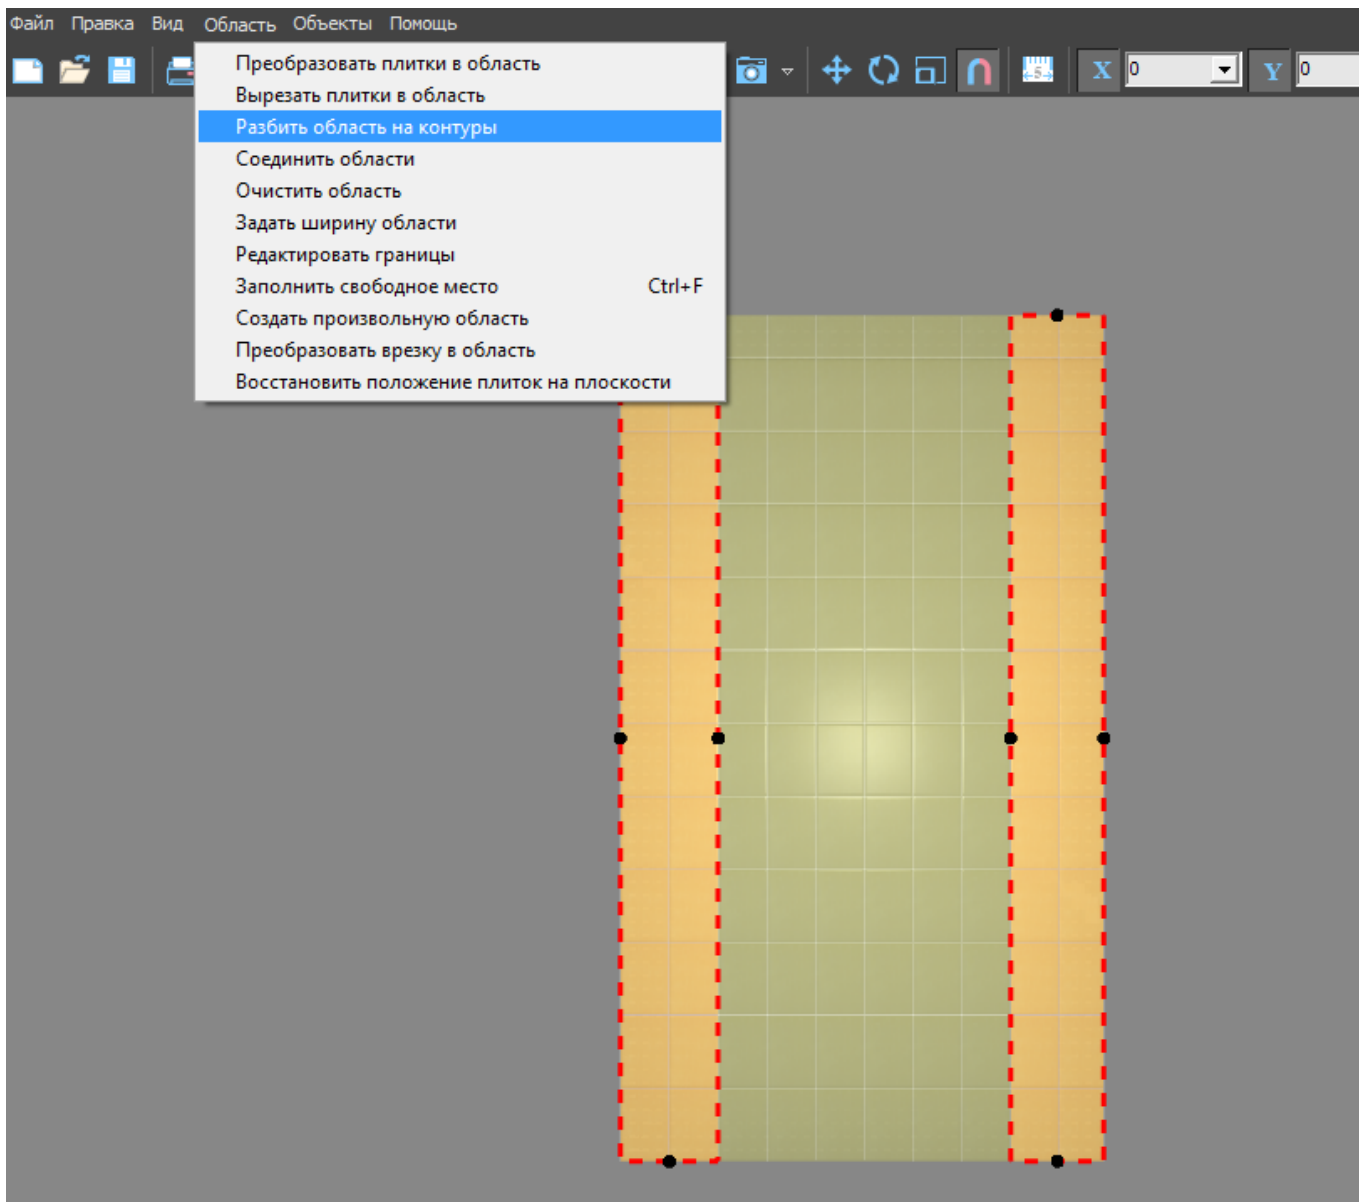 Файл Правка Вид Область Объекты Помощь
5 X 0 Y 0
Преобразовать плитки в область
Вырезать плитки в область
Разбить область на контуры
Соединить области
Очистить область
Задать ширину области
Редактировать границы
Заполнить свободное место Ctrl+F
Создать произвольную область
Преобразовать врезку в область
Восстановить положение плиток на плоскости